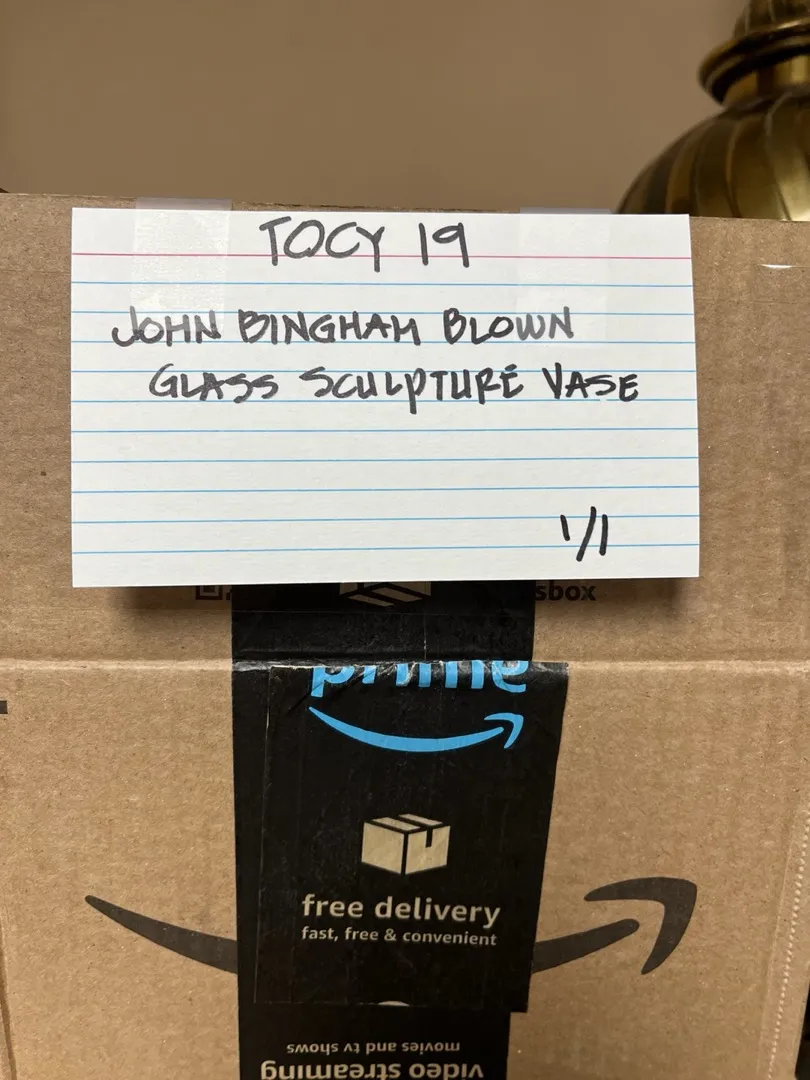 TOCY 19
JOHN BINGHAM BLOWN
GLASS SCULPTURE VASE
1/1
sbox
prime
free delivery
fast, free & convenient
movies and tv shows
video streaming